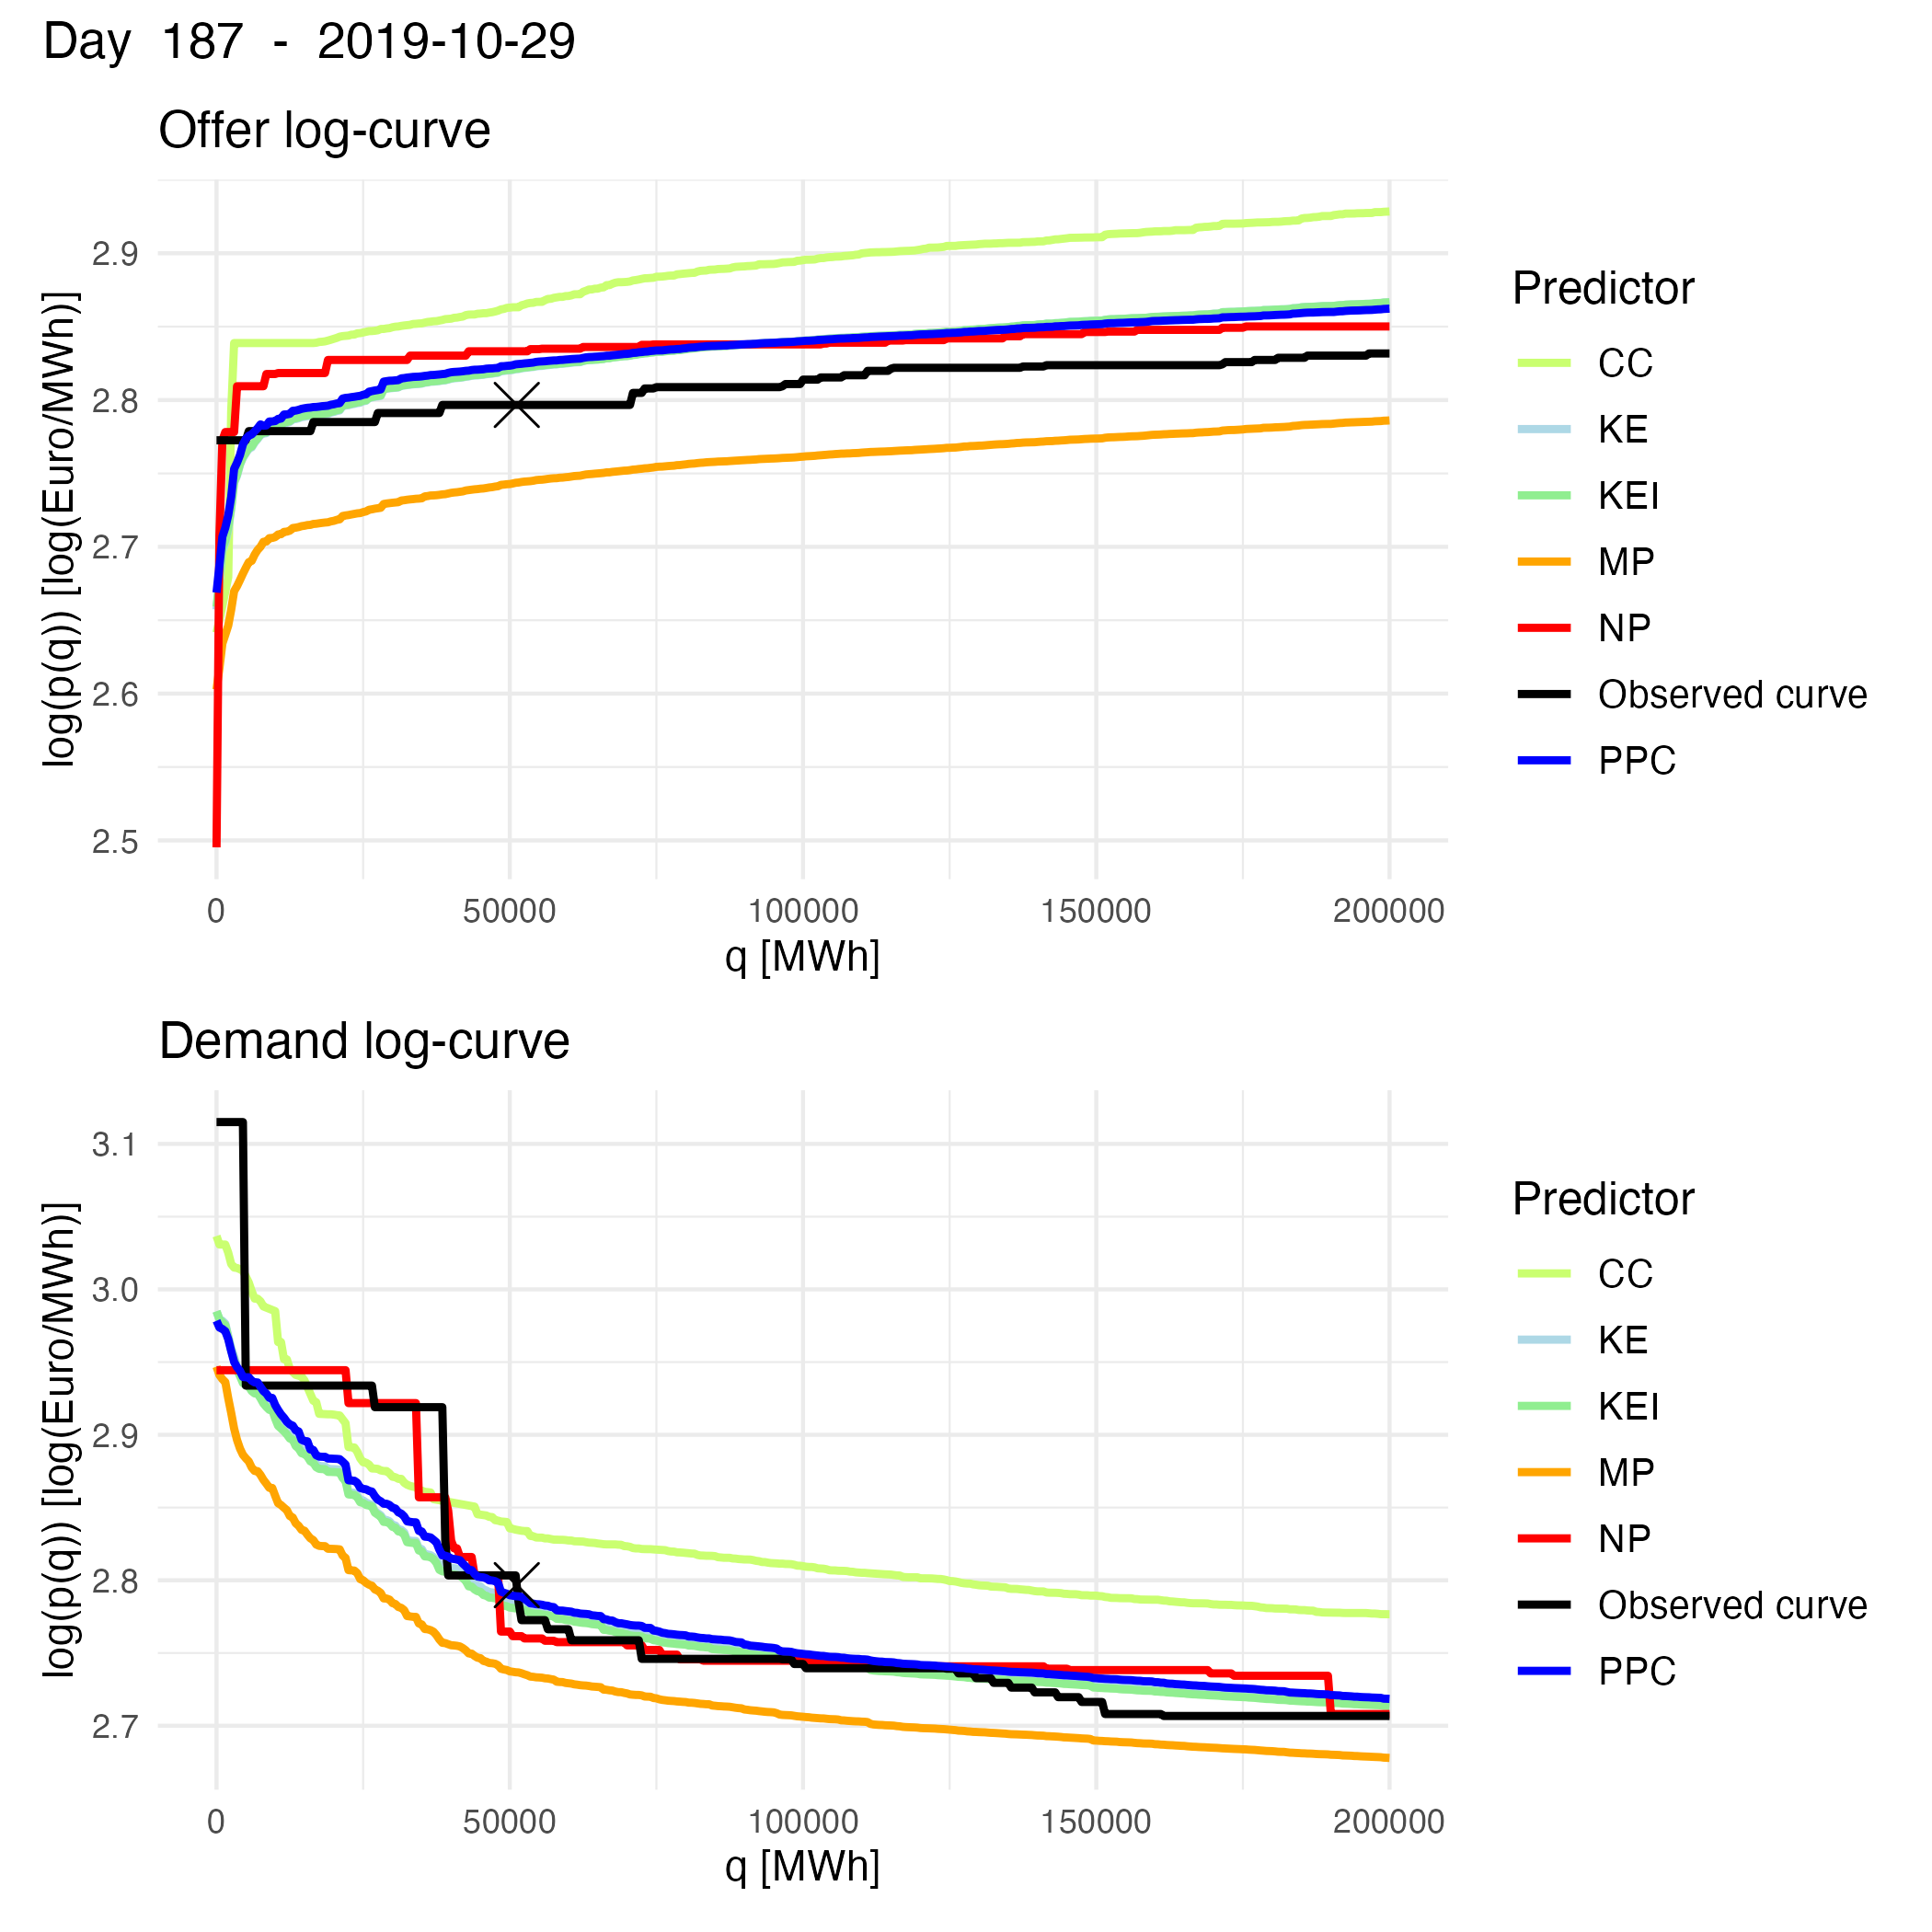 Day 187 - 2019-10-29
Offer log-curve
log(p(q)) [log(Euro/MWh)]
2.9
2.8
2.7
2.6
2.5
0 50000 100000 150000 200000
q [MWh]
Predictor
CC
KE
KEI
MP
NP
Observed curve
PPC
Demand log-curve
log(p(q)) [log(Euro/MWh)]
3.1
3.0
2.9
2.8
2.7
0 50000 100000 150000 200000
q [MWh]
Predictor
CC
KE
KEI
MP
NP
Observed curve
PPC